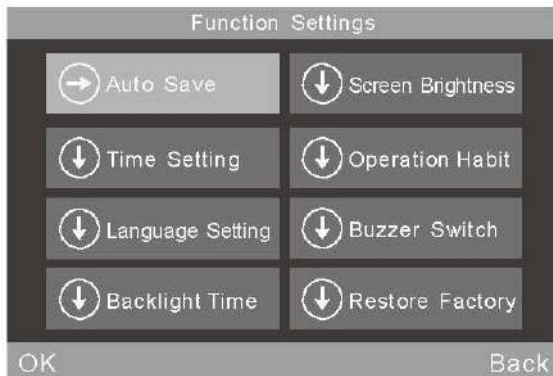 Function Settings
Auto Save
Screen Brightness
Time Setting
Operation Habit
Language Setting
Buzzer Switch
Backlight Time
Restore Factory
OK
Back